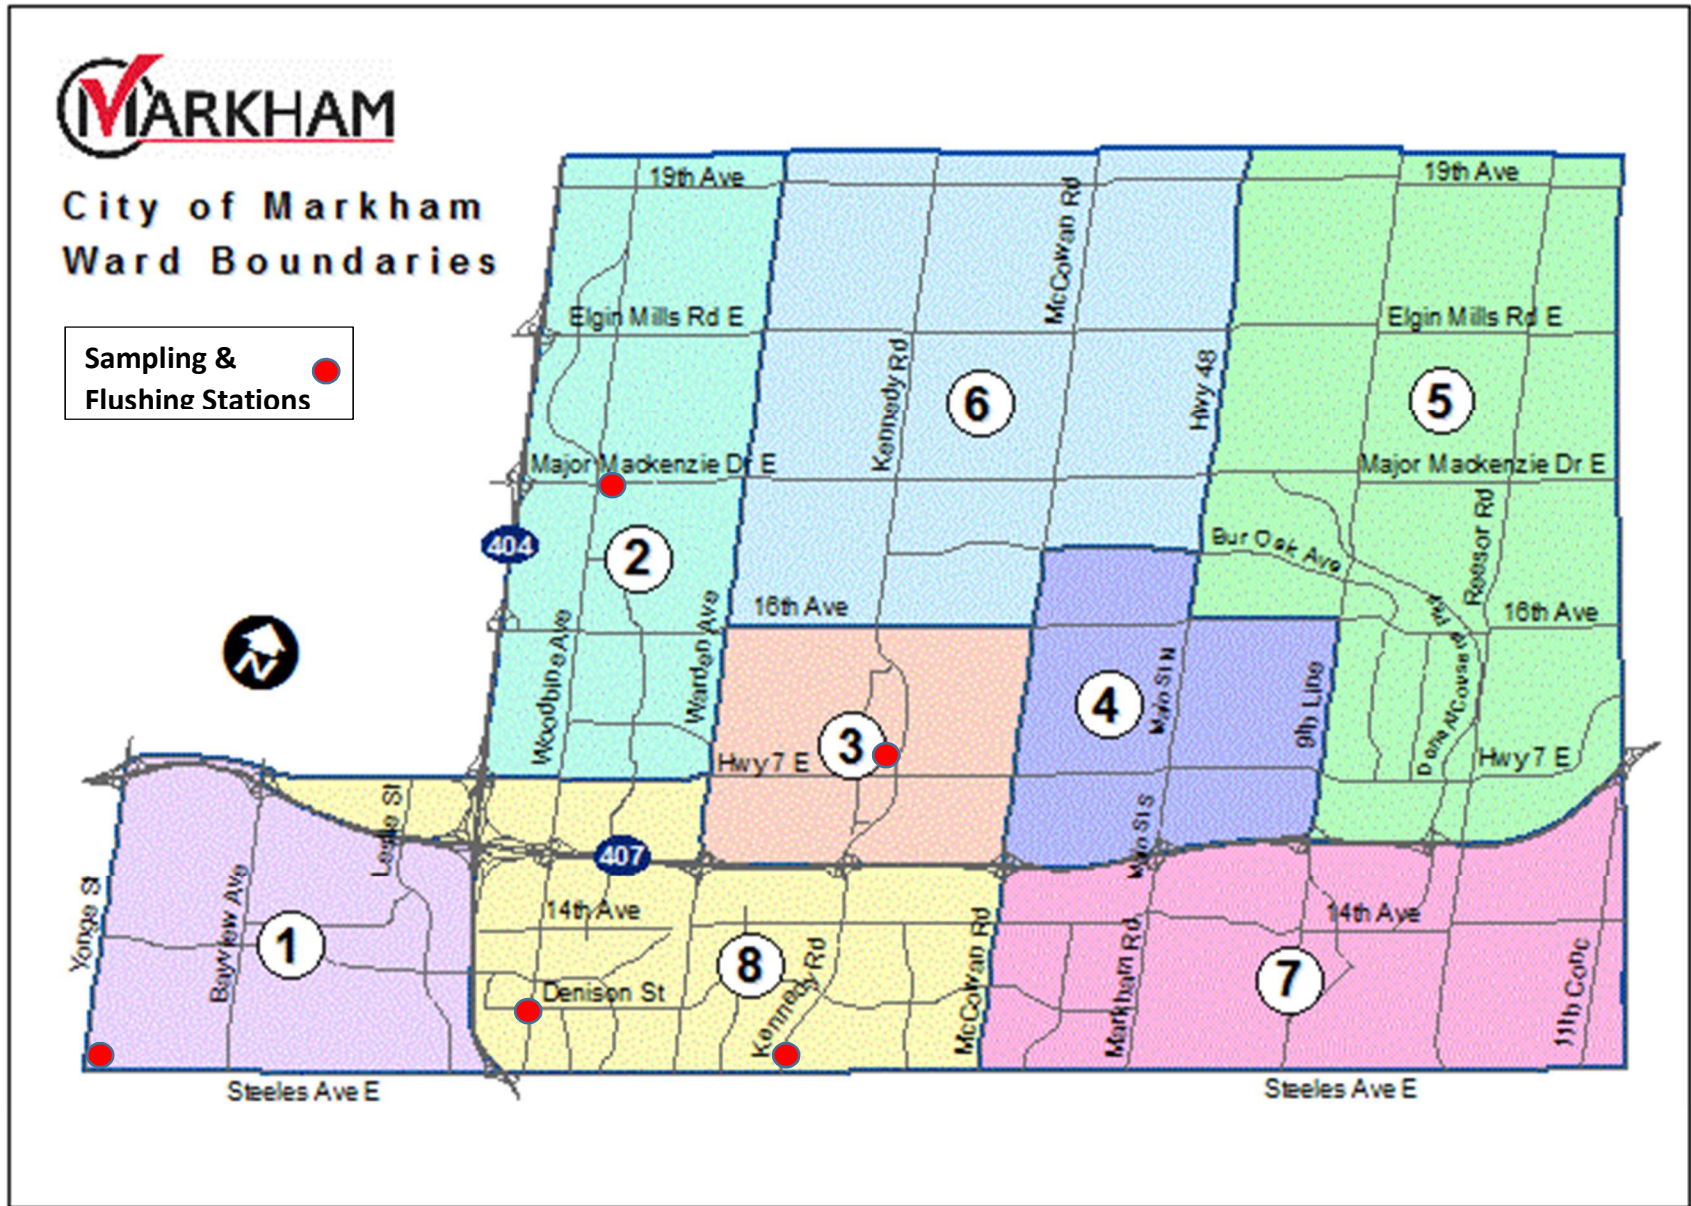 MARKHAM
City of Markham
Ward Boundaries
Sampling &
Flushing Stations
19th Ave
19th Ave
McCowan Rd
Elgin Mills Rd E
Elgin Mills Rd E
Kennedy Rd
Hwy 48
6
5
Major Mackenzie Dr E
Major Mackenzie Dr E
404
2
Bur Oak Ave
Reesor Rd
16th Ave
16th Ave
N
Woodbine Ave
Warden Ave
Main St N
9th Line
4
3
Hwy 7 E
Hwy 7 E
Leslie St
Main St S
407
Yonge St
Bayview Ave
14th Ave
14th Ave
1
8
7
Kennedy Rd
McCowan Rd
Markham Rd
11th Conc
Denison St
Steeles Ave E
Steeles Ave E